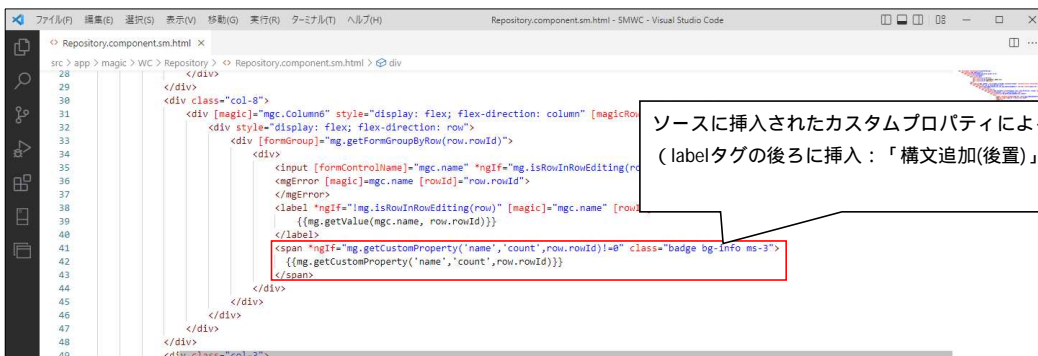 ファイル(F) 編集(E) 選択(S) 表示(V) 移動(G) 実行(R) ターミナル(T) ヘルプ(H) Repository.component.sm.html - SMWC - Visual Studio Code
<> Repository.component.sm.html ×
src > app > magic > WC > Repository > <> Repository.component.sm.html > div
28 </div>
29 </div>
30 <div class="col-8">
31 <div [magic]="mgc.Column6" style="display: flex; flex-direction: column" [magicRow
32 <div style="display: flex; flex-direction: row">
33 <div [formGroup]="mg.getFormGroupByRow(row.rowId)">
34 <div>
35 <input [formControlName]="mgc.name" *ngIf="mg.isRowInRowEditing(ro
36 <mgError [magic]=mgc.name [rowId]="row.rowId">
37 </mgError>
38 <label *ngIf="!mg.isRowInRowEditing(row)" [magic]="mgc.name" [rowI
39 {{mg.getValue(mgc.name, row.rowId)}}
40 </label>
41 <span *ngIf="mg.getCustomProperty('name','count',row.rowId)!=0" class="badge bg-info ms-3">
42 {{mg.getCustomProperty('name','count',row.rowId)}}
43 </span>
44 </div>
45 </div>
46 </div>
47 </div>
48 </div>
49 <div class="col-3">
ソースに挿入されたカスタムプロパティによ
（labelタグの後ろに挿入：「構文追加(後置)」